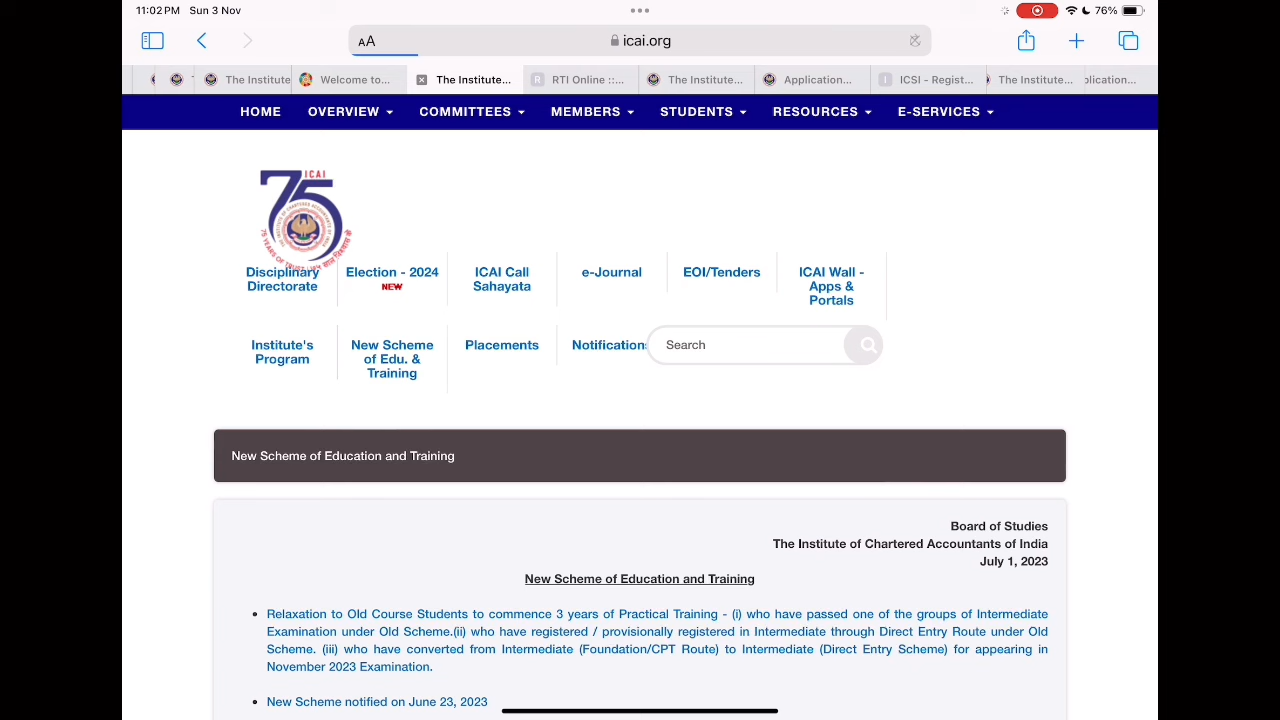 11:02 PM Sun 3 Nov
76%
AA
icai.org
The Institute
Welcome to...
The Institute...
RTI Online ::...
The Institute...
Application...
ICSI - Regist...
The Institute...
plication...
HOME OVERVIEW COMMITTEES MEMBERS STUDENTS RESOURCES E-SERVICES
ICAI
75
75 YEARS OF TRUST
Disciplinary Directorate
Election - 2024
NEW
ICAI Call Sahayata
e-Journal
EOI/Tenders
ICAI Wall - Apps & Portals
Institute's Program
New Scheme of Edu. & Training
Placements
Notification
Search
New Scheme of Education and Training
Board of Studies
The Institute of Chartered Accountants of India
July 1, 2023
New Scheme of Education and Training
• Relaxation to Old Course Students to commence 3 years of Practical Training - (i) who have passed one of the groups of Intermediate
Examination under Old Scheme.(ii) who have registered / provisionally registered in Intermediate through Direct Entry Route under Old
Scheme. (iii) who have converted from Intermediate (Foundation/CPT Route) to Intermediate (Direct Entry Scheme) for appearing in
November 2023 Examination.
• New Scheme notified on June 23, 2023